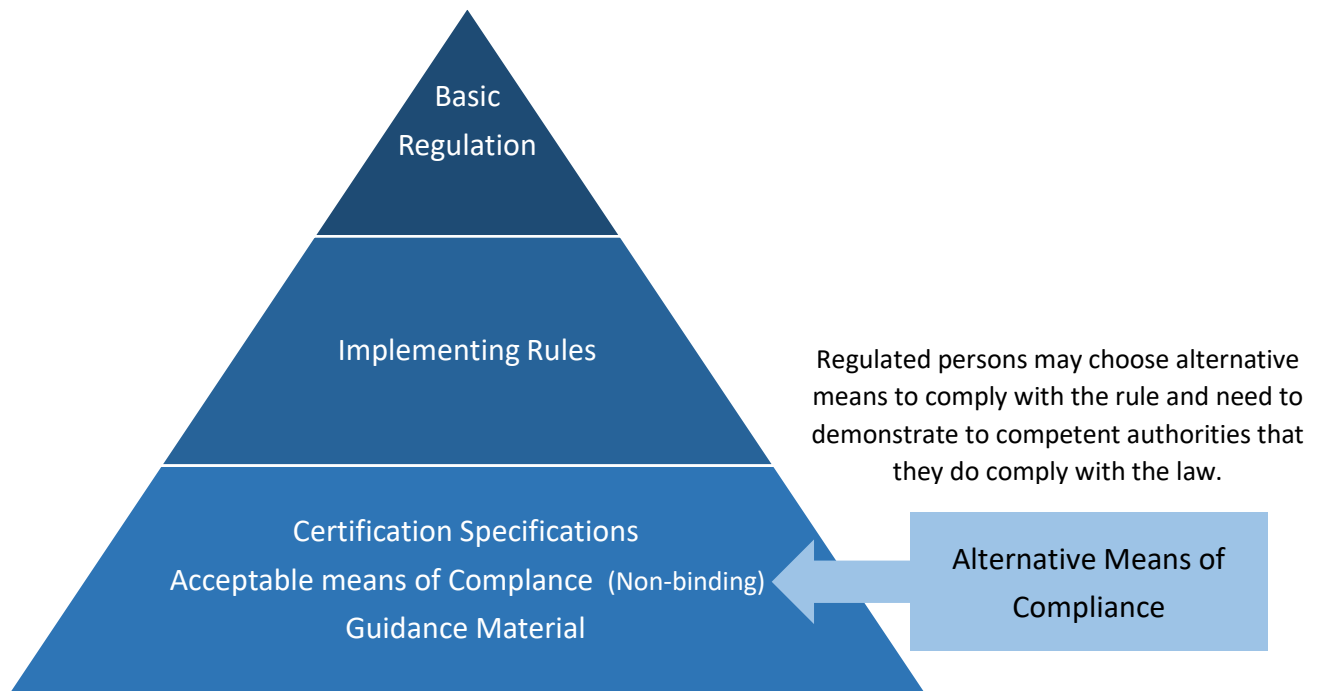 Basic
Regulation
Implementing Rules
Regulated persons may choose alternative
means to comply with the rule and need to
demonstrate to competent authorities that
they do comply with the law.
Certification Specifications
Acceptable means of Complance (Non-binding)
Guidance Material
Alternative Means of
Compliance